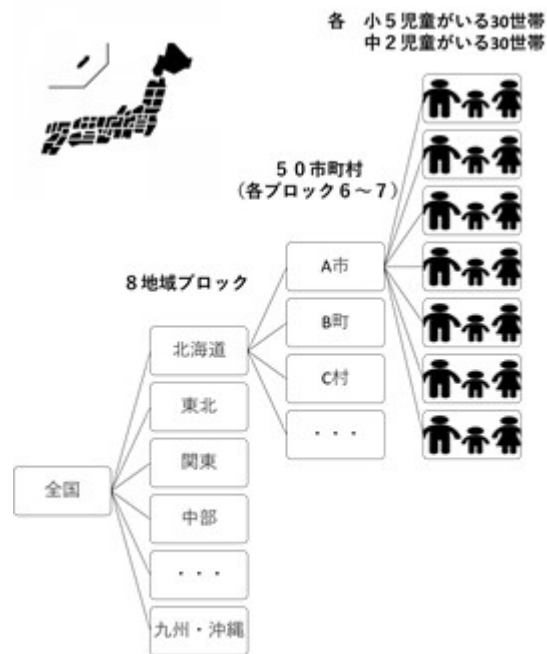 各　小５児童がいる30世帯
中２児童がいる30世帯
５０市町村
（各ブロック６～７）
８地域ブロック
A市
B町
C村
・・・
北海道
東北
関東
中部
・・・
九州・沖縄
全国